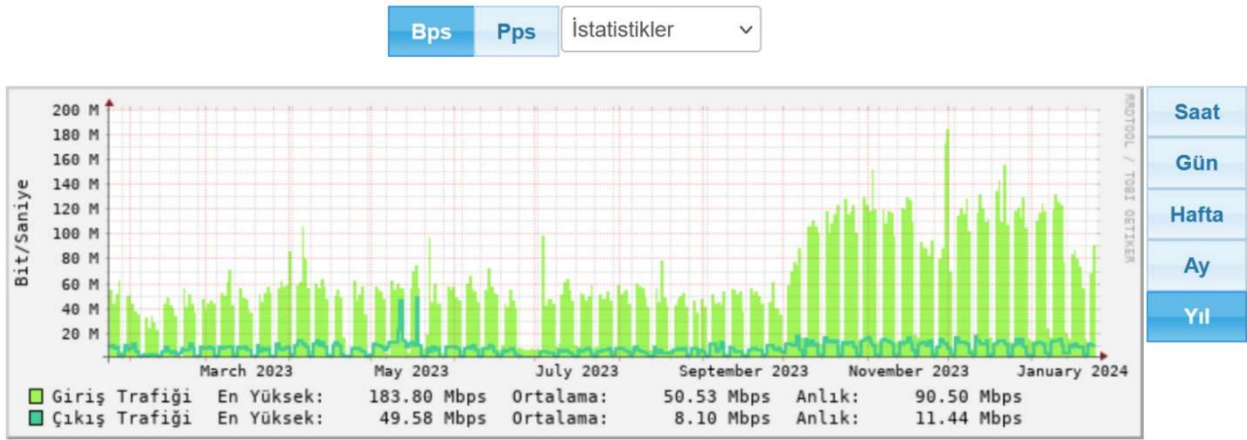 Bps Pps İstatistikler
200 M
180 M
160 M
140 M
120 M
100 M
80 M
60 M
40 M
20 M
Bit/Saniye
March 2023 May 2023 July 2023 September 2023 November 2023 January 2024
Giriş Trafiği En Yüksek: 183.80 Mbps Ortalama: 50.53 Mbps Anlık: 90.50 Mbps
Çıkış Trafiği En Yüksek: 49.58 Mbps Ortalama: 8.10 Mbps Anlık: 11.44 Mbps
RRDTOOL / TOBI OETIKER
Saat
Gün
Hafta
Ay
Yıl